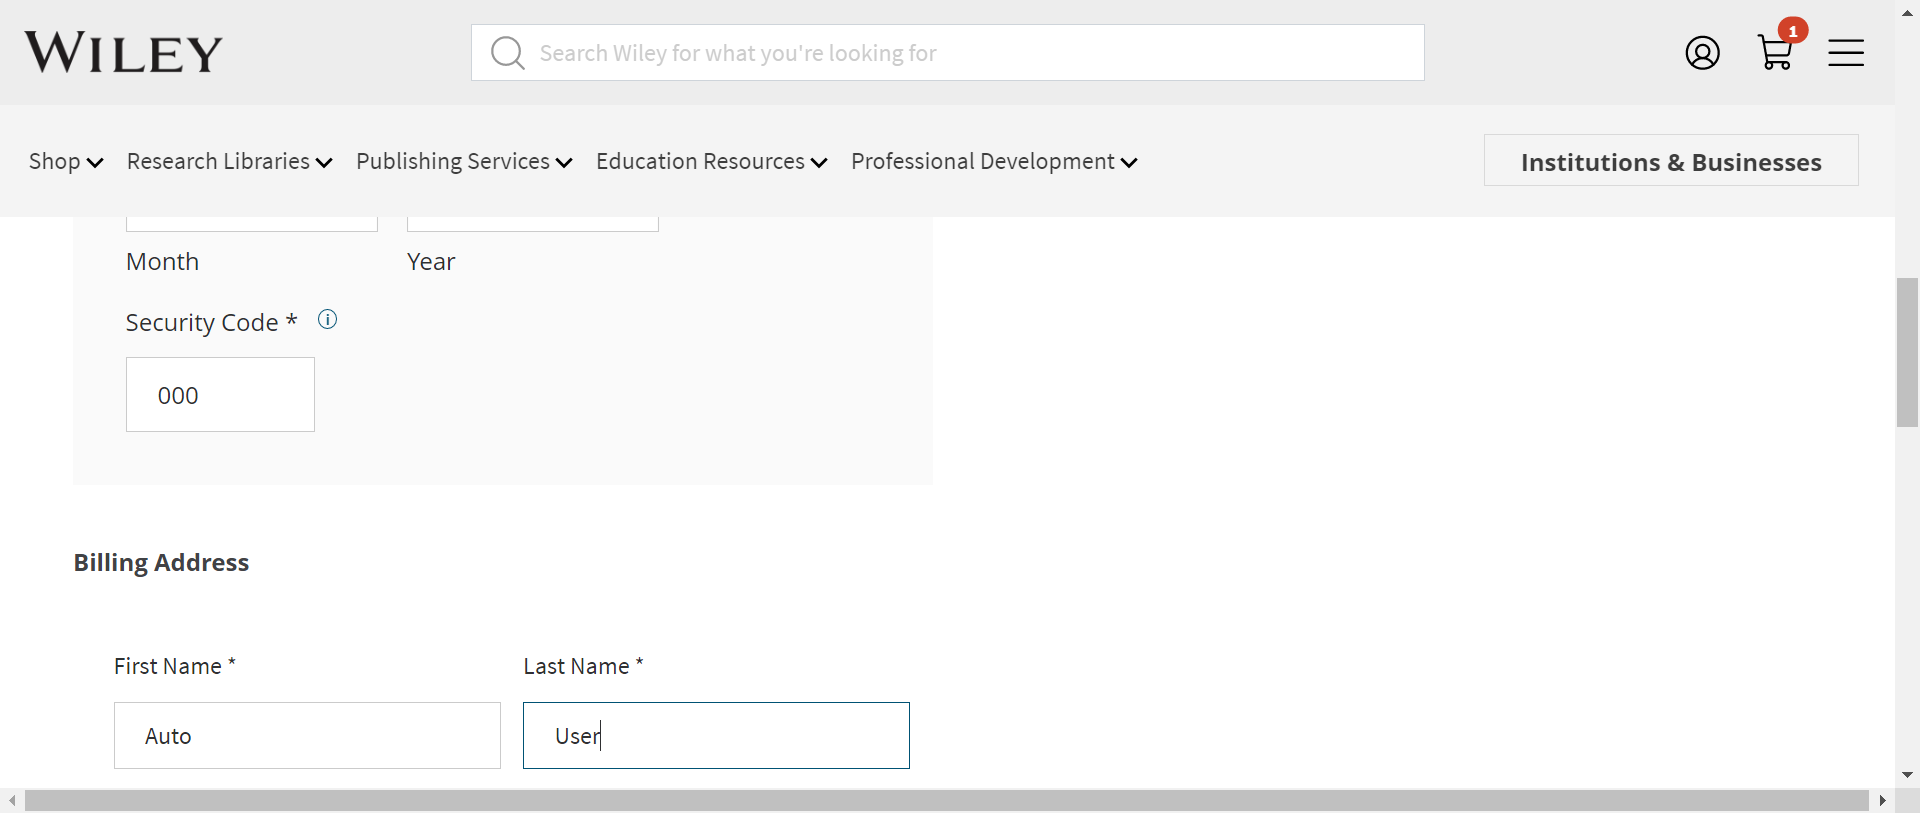 WILEY
Search Wiley for what you're looking for
1
Shop
Research Libraries
Publishing Services
Education Resources
Professional Development
Institutions & Businesses
Month
Year
Security Code *
i
000
Billing Address
First Name *
Last Name *
Auto
User